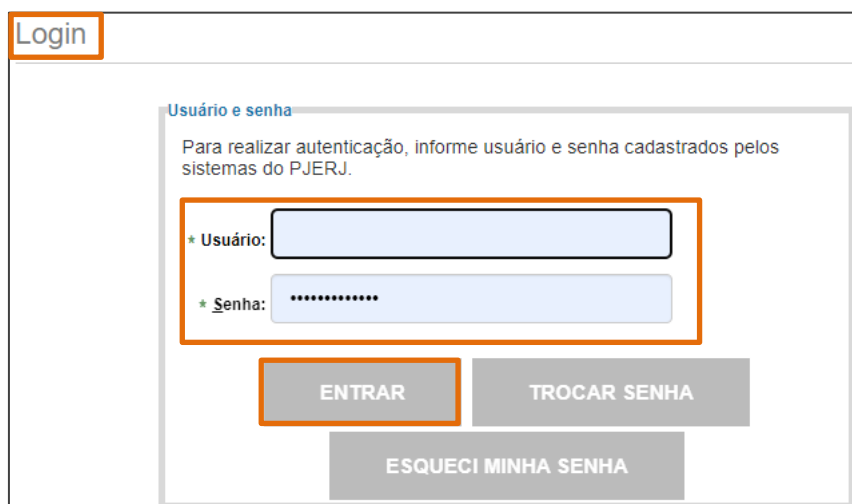 Login
Usuário e senha
Para realizar autenticação, informe usuário e senha cadastrados pelos
sistemas do PJERJ.
* Usuário:
* Senha: •••••••••••••
ENTRAR TROCAR SENHA
ESQUECI MINHA SENHA